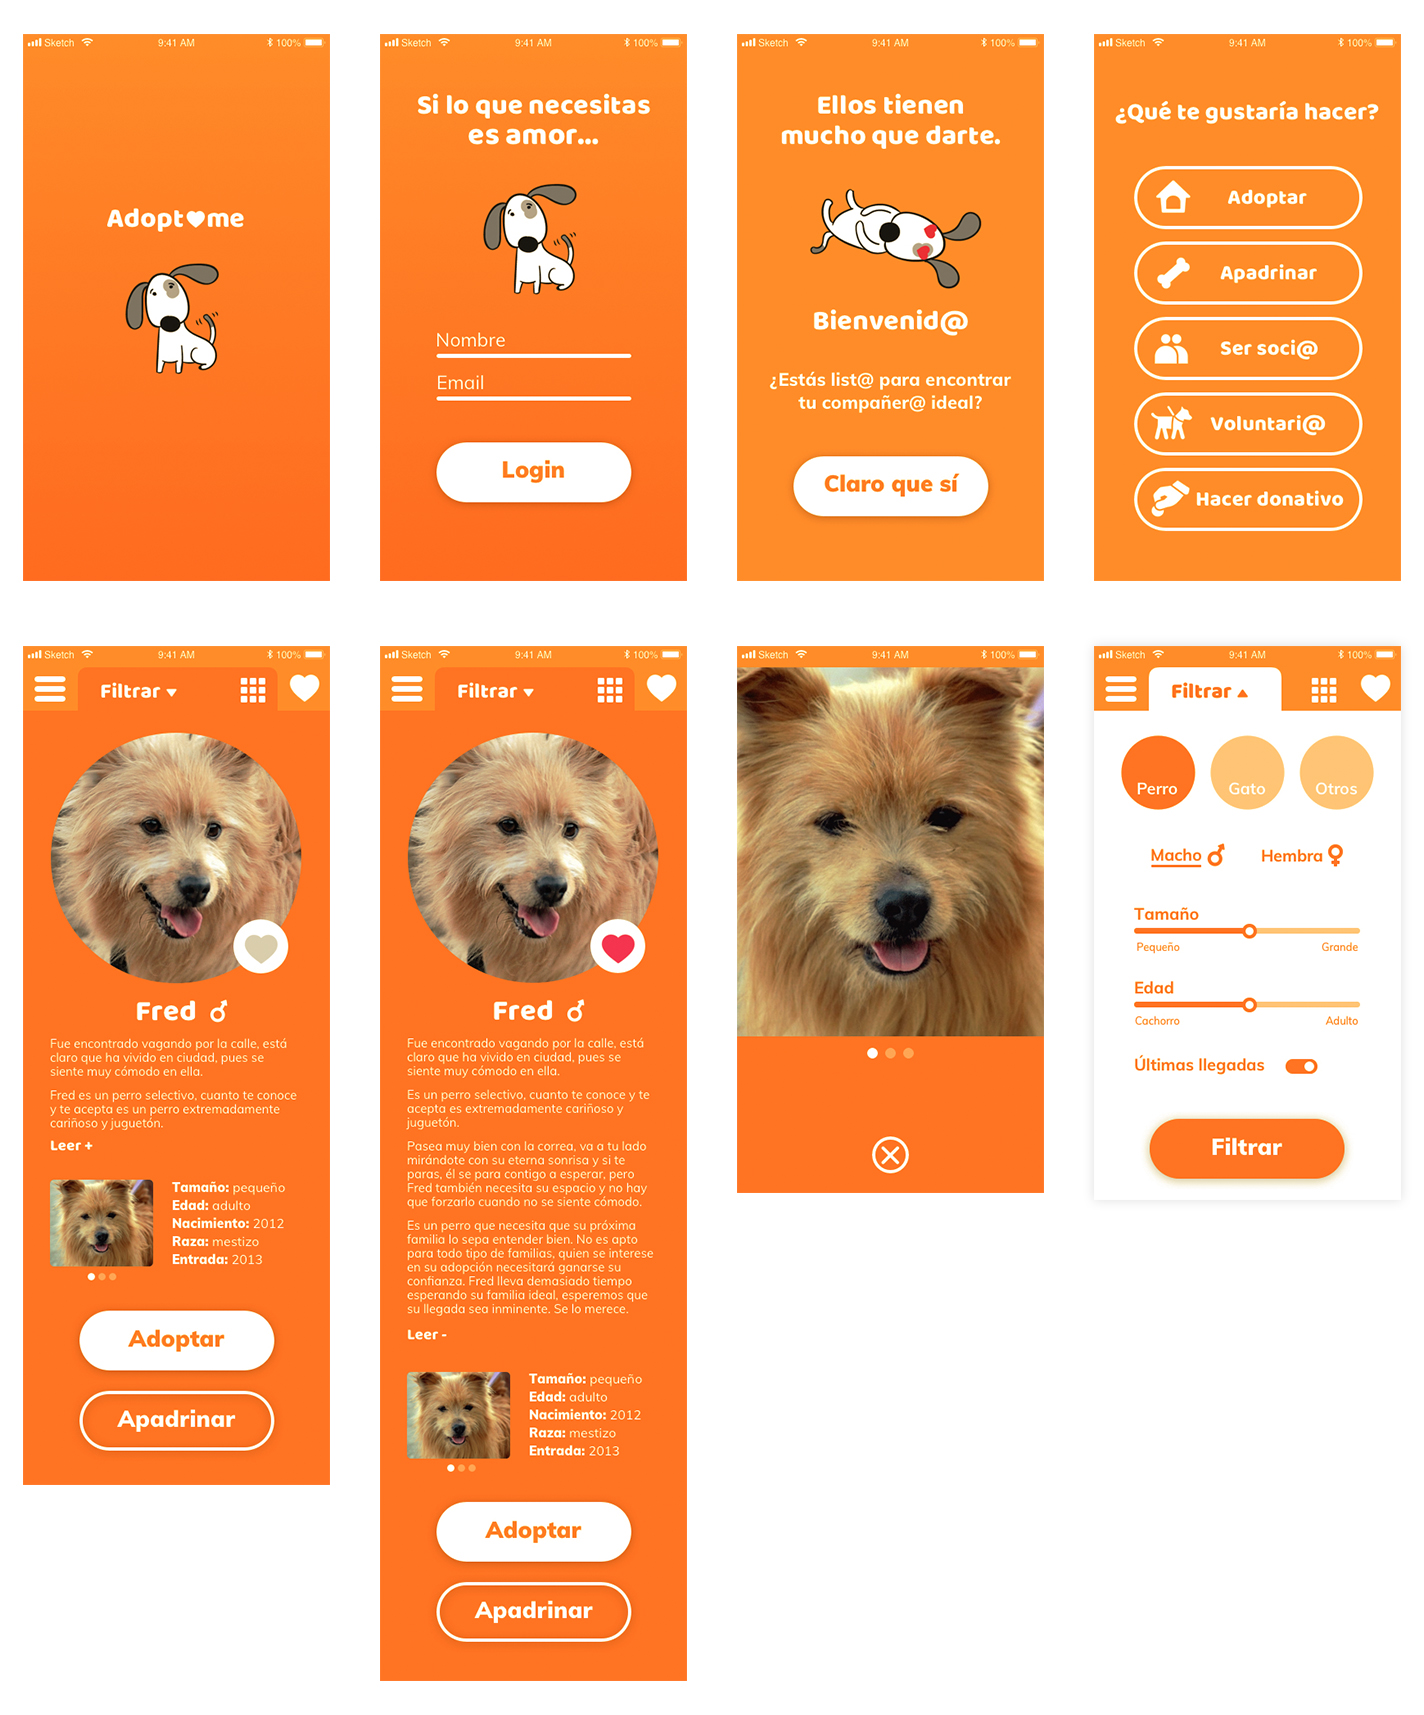 Sketch 9:41 AM 100%
Adopt me
Sketch 9:41 AM 100%
Si lo que necesitas
es amor...
Nombre
Email
Login
Sketch 9:41 AM 100%
Ellos tienen
mucho que darte.
Bienvenid@
¿Estás list@ para encontrar
tu compañer@ ideal?
Claro que sí
Sketch 9:41 AM 100%
¿Qué te gustaría hacer?
Adoptar
Apadrinar
Ser soci@
Voluntari@
Hacer donativo
Sketch 9:41 AM 100%
Filtrar
Fred
Fue encontrado vagando por la calle, está
claro que ha vivido en ciudad, pues se
siente muy cómodo en ella.
Fred es un perro selectivo, cuanto te conoce
y te acepta es un perro extremadamente
cariñoso y juguetón.
Leer +
Tamaño: pequeño
Edad: adulto
Nacimiento: 2012
Raza: mestizo
Entrada: 2013
Adoptar
Apadrinar
Sketch 9:41 AM 100%
Filtrar
Fred
Fue encontrado vagando por la calle, está
claro que ha vivido en ciudad, pues se
siente muy cómodo en ella.
Es un perro selectivo, cuanto te conoce y te
acepta es extremadamente cariñoso y
juguetón.
Pasea muy bien con la correa, va a tu lado
mirándote con su eterna sonrisa y si te
paras, él se para contigo a esperar, pero
Fred también necesita su espacio y no hay
que forzarlo cuando no se siente cómodo.
Es un perro que necesita que su próxima
familia lo sepa entender bien. No es apto
para todo tipo de familias, quien se interese
en su adopción necesitará ganarse su
confianza. Fred lleva demasiado tiempo
esperando su familia ideal, esperemos que
su llegada sea inminente. Se lo merece.
Leer -
Tamaño: pequeño
Edad: adulto
Nacimiento: 2012
Raza: mestizo
Entrada: 2013
Adoptar
Apadrinar
Sketch 9:41 AM 100%
Sketch 9:41 AM 100%
Filtrar
Perro Gato Otros
Macho Hembra
Tamaño
Pequeño Grande
Edad
Cachorro Adulto
Últimas llegadas
Filtrar